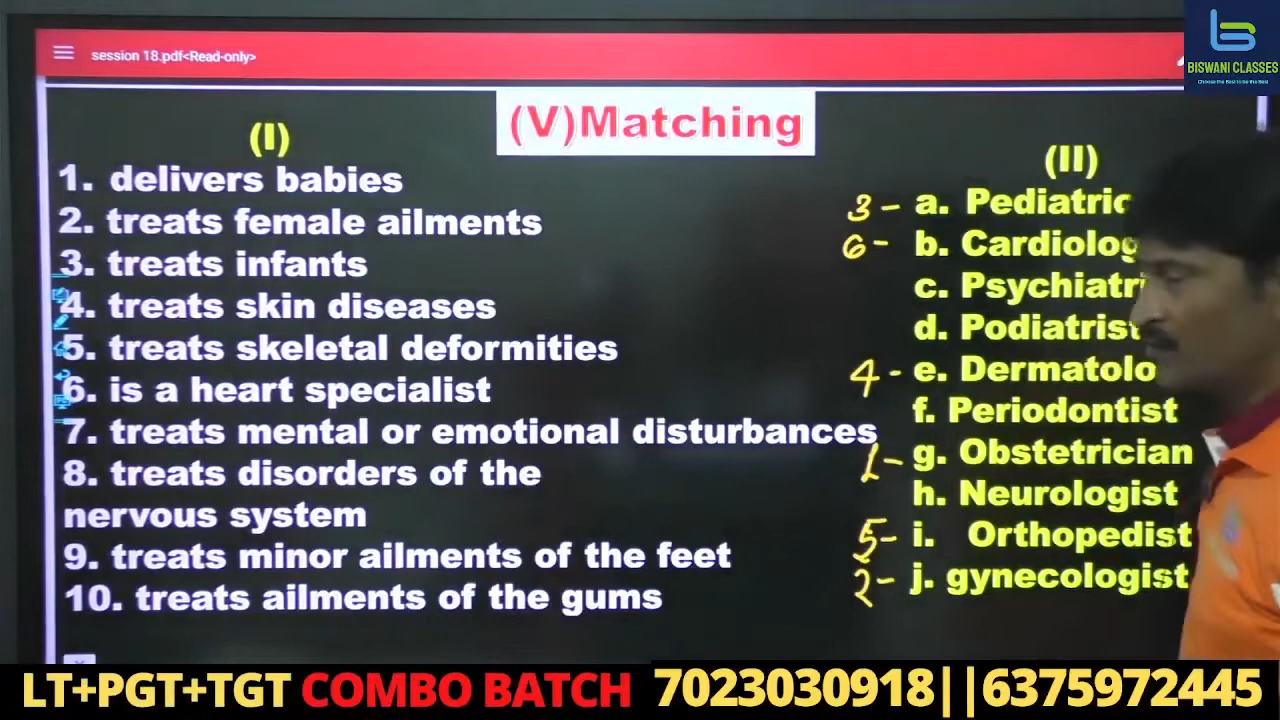 session 18.pdf<Read-only>
BISWANI CLASSES
(V)Matching
(I)
1. delivers babies
2. treats female ailments
3. treats infants
4. treats skin diseases
5. treats skeletal deformities
6. is a heart specialist
7. treats mental or emotional disturbances
8. treats disorders of the
nervous system
9. treats minor ailments of the feet
10. treats ailments of the gums
(II)
3 - a. Pediatric
6 - b. Cardiolog
c. Psychiatr
d. Podiatrist
4 - e. Dermatolo
f. Periodontist
1 - g. Obstetrician
h. Neurologist
5 - i. Orthopedist
2 - j. gynecologist
LT+PGT+TGT COMBO BATCH 7023030918||6375972445